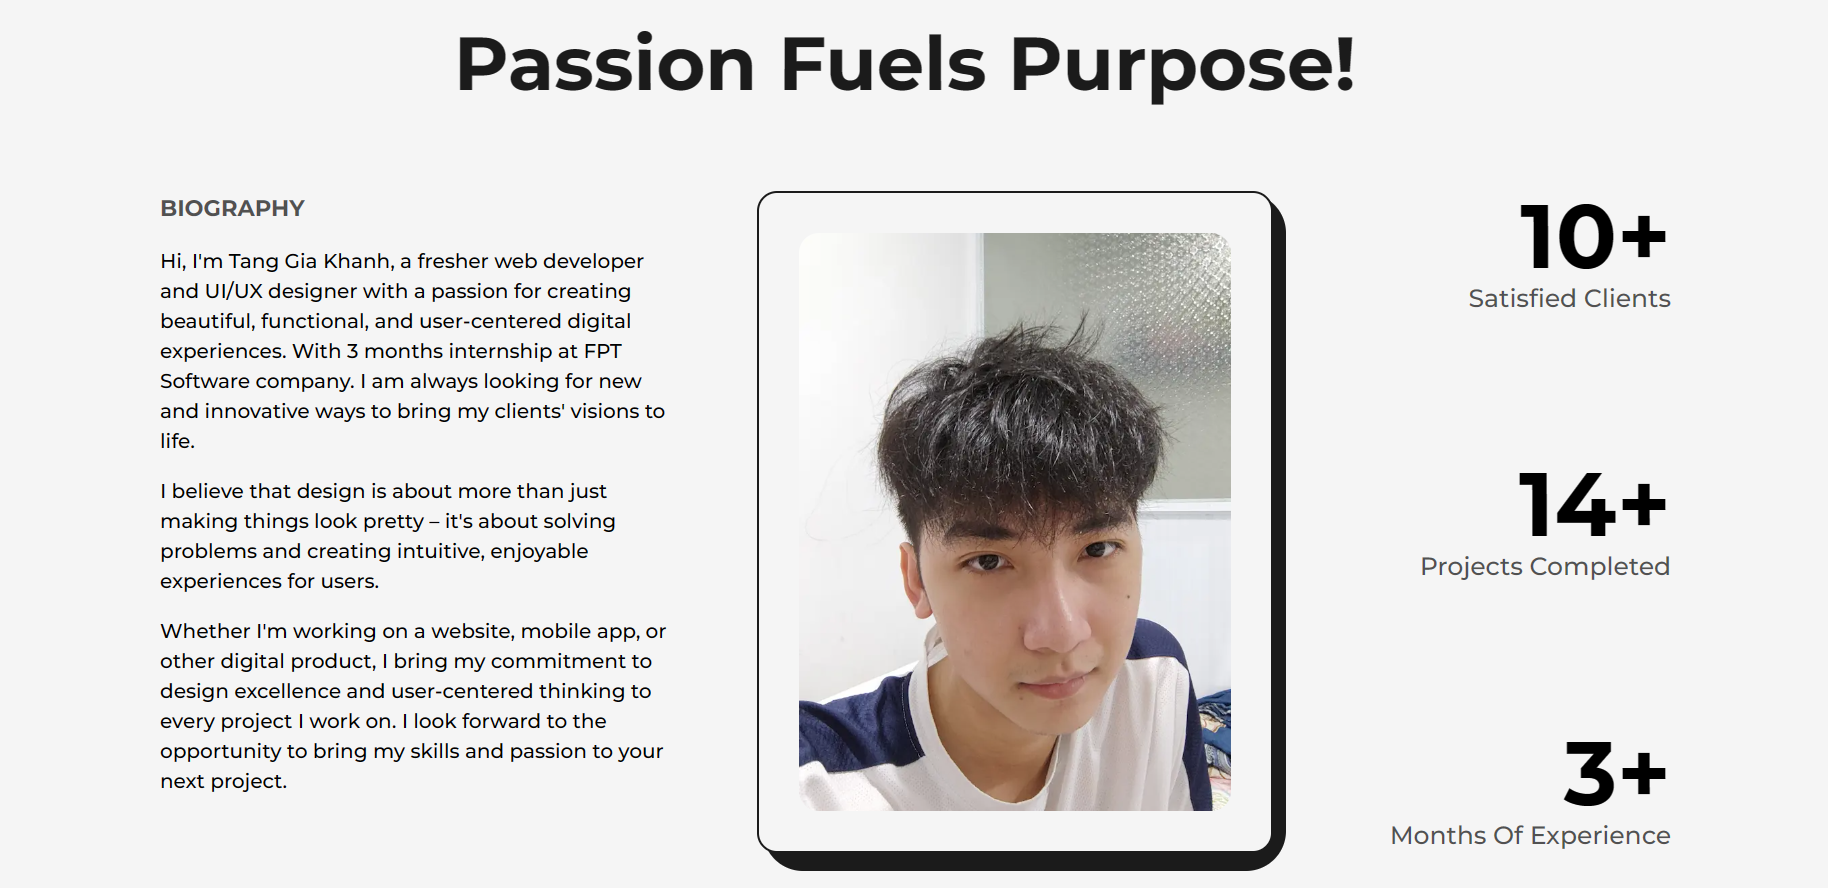 Passion Fuels Purpose!
BIOGRAPHY
Hi, I'm Tang Gia Khanh, a fresher web developer
and UI/UX designer with a passion for creating
beautiful, functional, and user-centered digital
experiences. With 3 months internship at FPT
Software company. I am always looking for new
and innovative ways to bring my clients' visions to
life.
I believe that design is about more than just
making things look pretty – it's about solving
problems and creating intuitive, enjoyable
experiences for users.
Whether I'm working on a website, mobile app, or
other digital product, I bring my commitment to
design excellence and user-centered thinking to
every project I work on. I look forward to the
opportunity to bring my skills and passion to your
next project.
10+
Satisfied Clients
14+
Projects Completed
3+
Months Of Experience